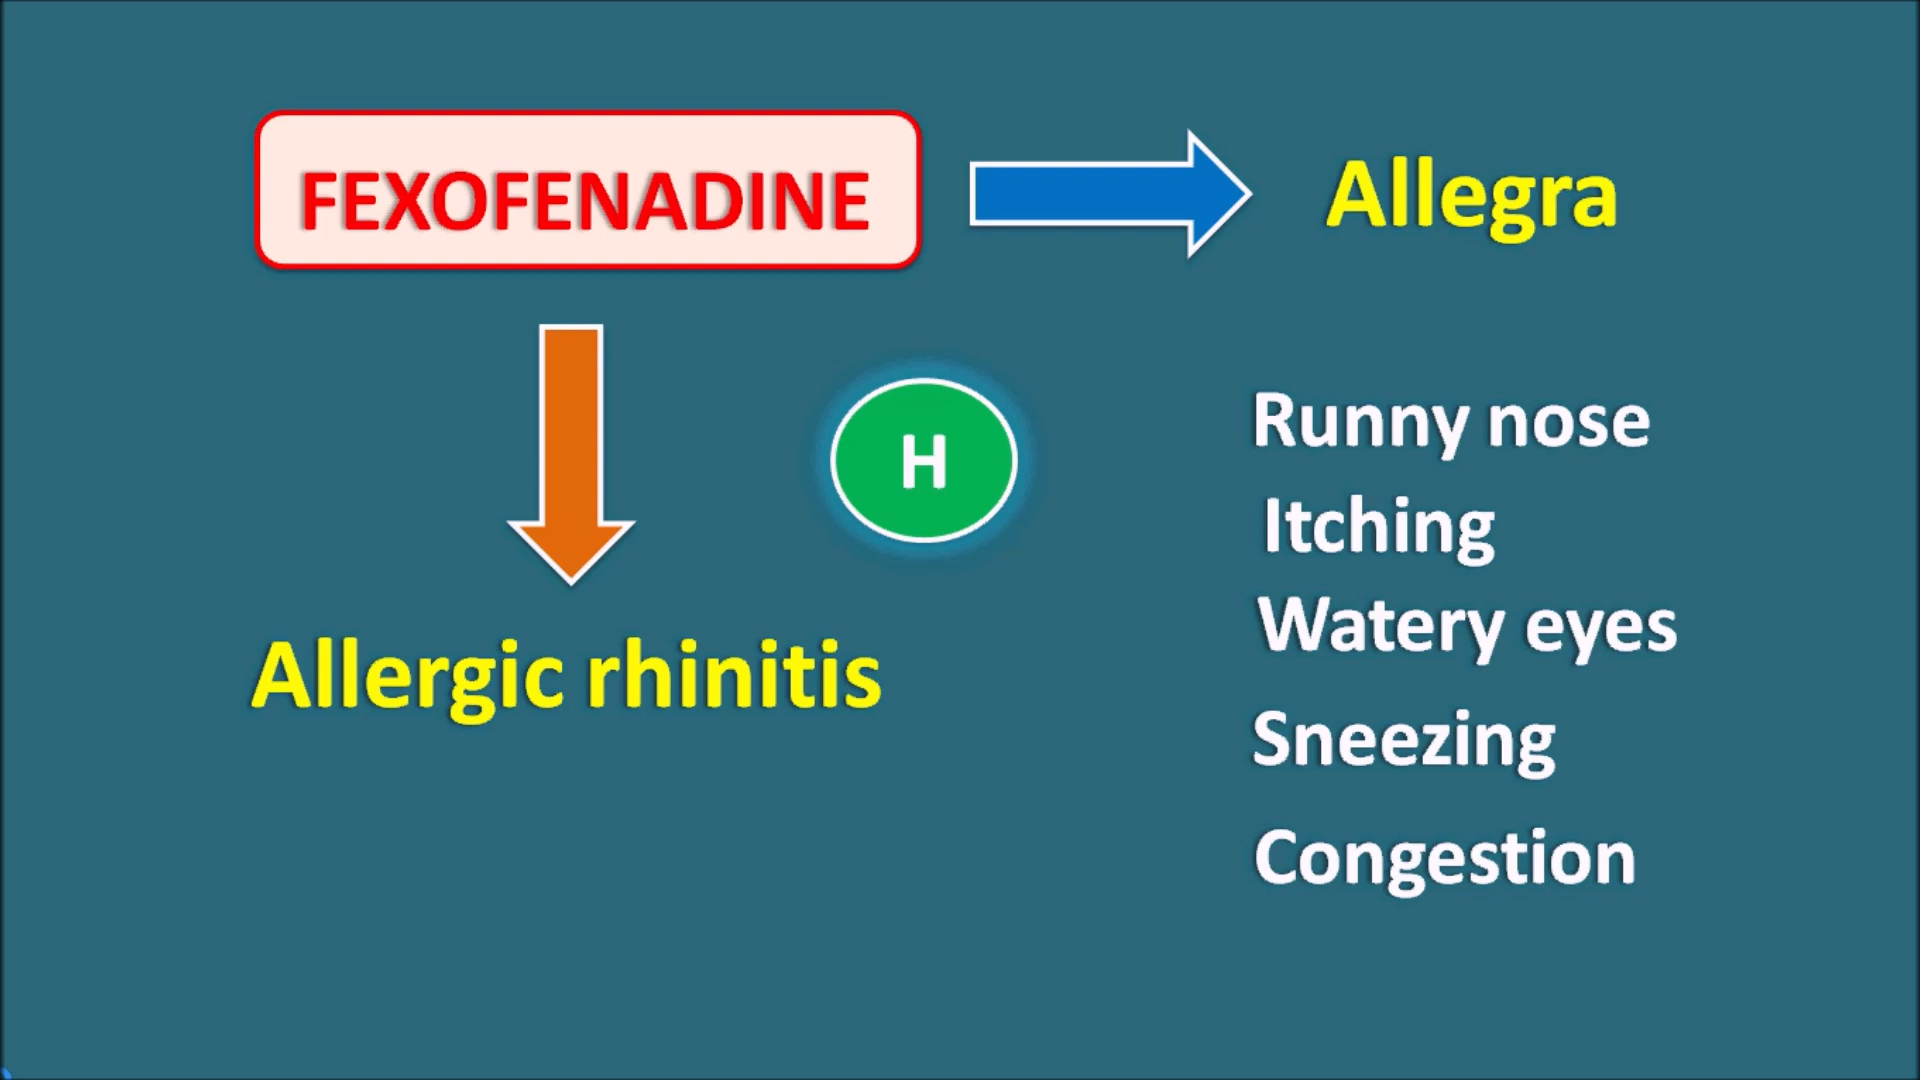 FEXOFENADINE
Allegra
H
Allergic rhinitis
Runny nose
Itching
Watery eyes
Sneezing
Congestion